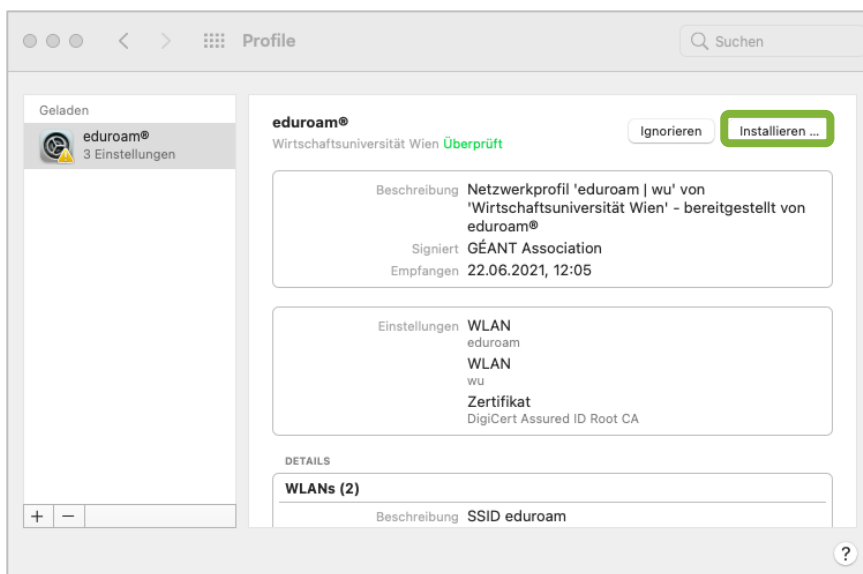 Profile
Suchen
Geladen
eduroam®
3 Einstellungen
eduroam®
Wirtschaftsuniversität Wien Überprüft
Ignorieren
Installieren ...
Beschreibung Netzwerkprofil 'eduroam | wu' von
'Wirtschaftsuniversität Wien' - bereitgestellt von
eduroam®
Signiert GÉANT Association
Empfangen 22.06.2021, 12:05
Einstellungen WLAN
eduroam
WLAN
wu
Zertifikat
DigiCert Assured ID Root CA
DETAILS
WLANs (2)
Beschreibung SSID eduroam
+ −
?